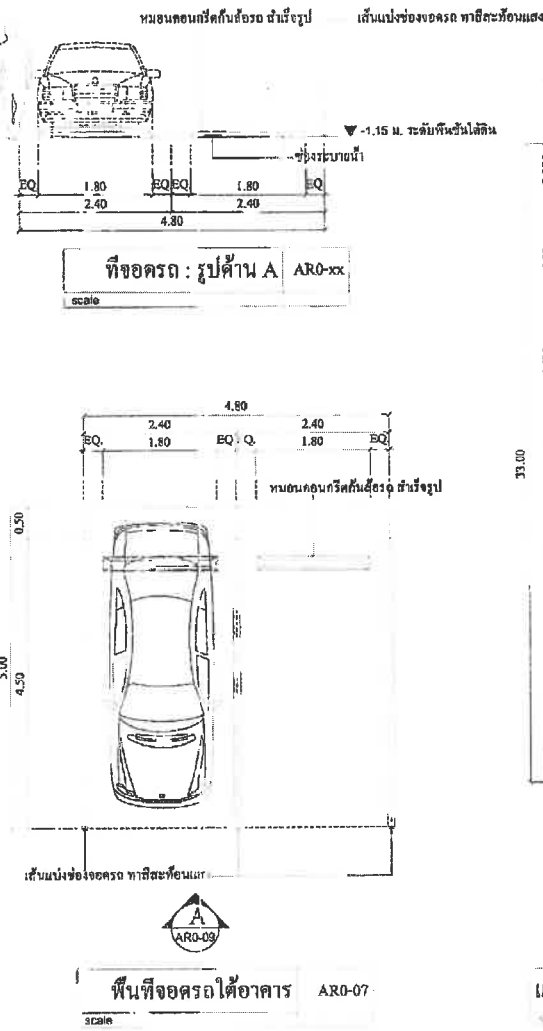 หมอนคอนกรีตกั้นล้อรถ สำเร็จรูป
เส้นแบ่งช่องจอดรถ ทาสีสะท้อนแสง
-1.15 ม. ระดับพื้นชั้นใต้ดิน
ช่องระบายน้ำ
EQ 1.80 EQ EQ 1.80 EQ
2.40 2.40
4.80
ที่จอดรถ : รูปด้าน A AR0-xx
scale
4.80
2.40 2.40
EQ. 1.80 EQ . Q. 1.80 EQ
หมอนคอนกรีตกั้นล้อรถ สำเร็จรูป
33.00
0.50
5.00
4.50
เส้นแบ่งช่องจอดรถ ทาสีสะท้อนแส
A
AR0-09
พื้นที่จอดรถใต้อาคาร AR0-07
scale